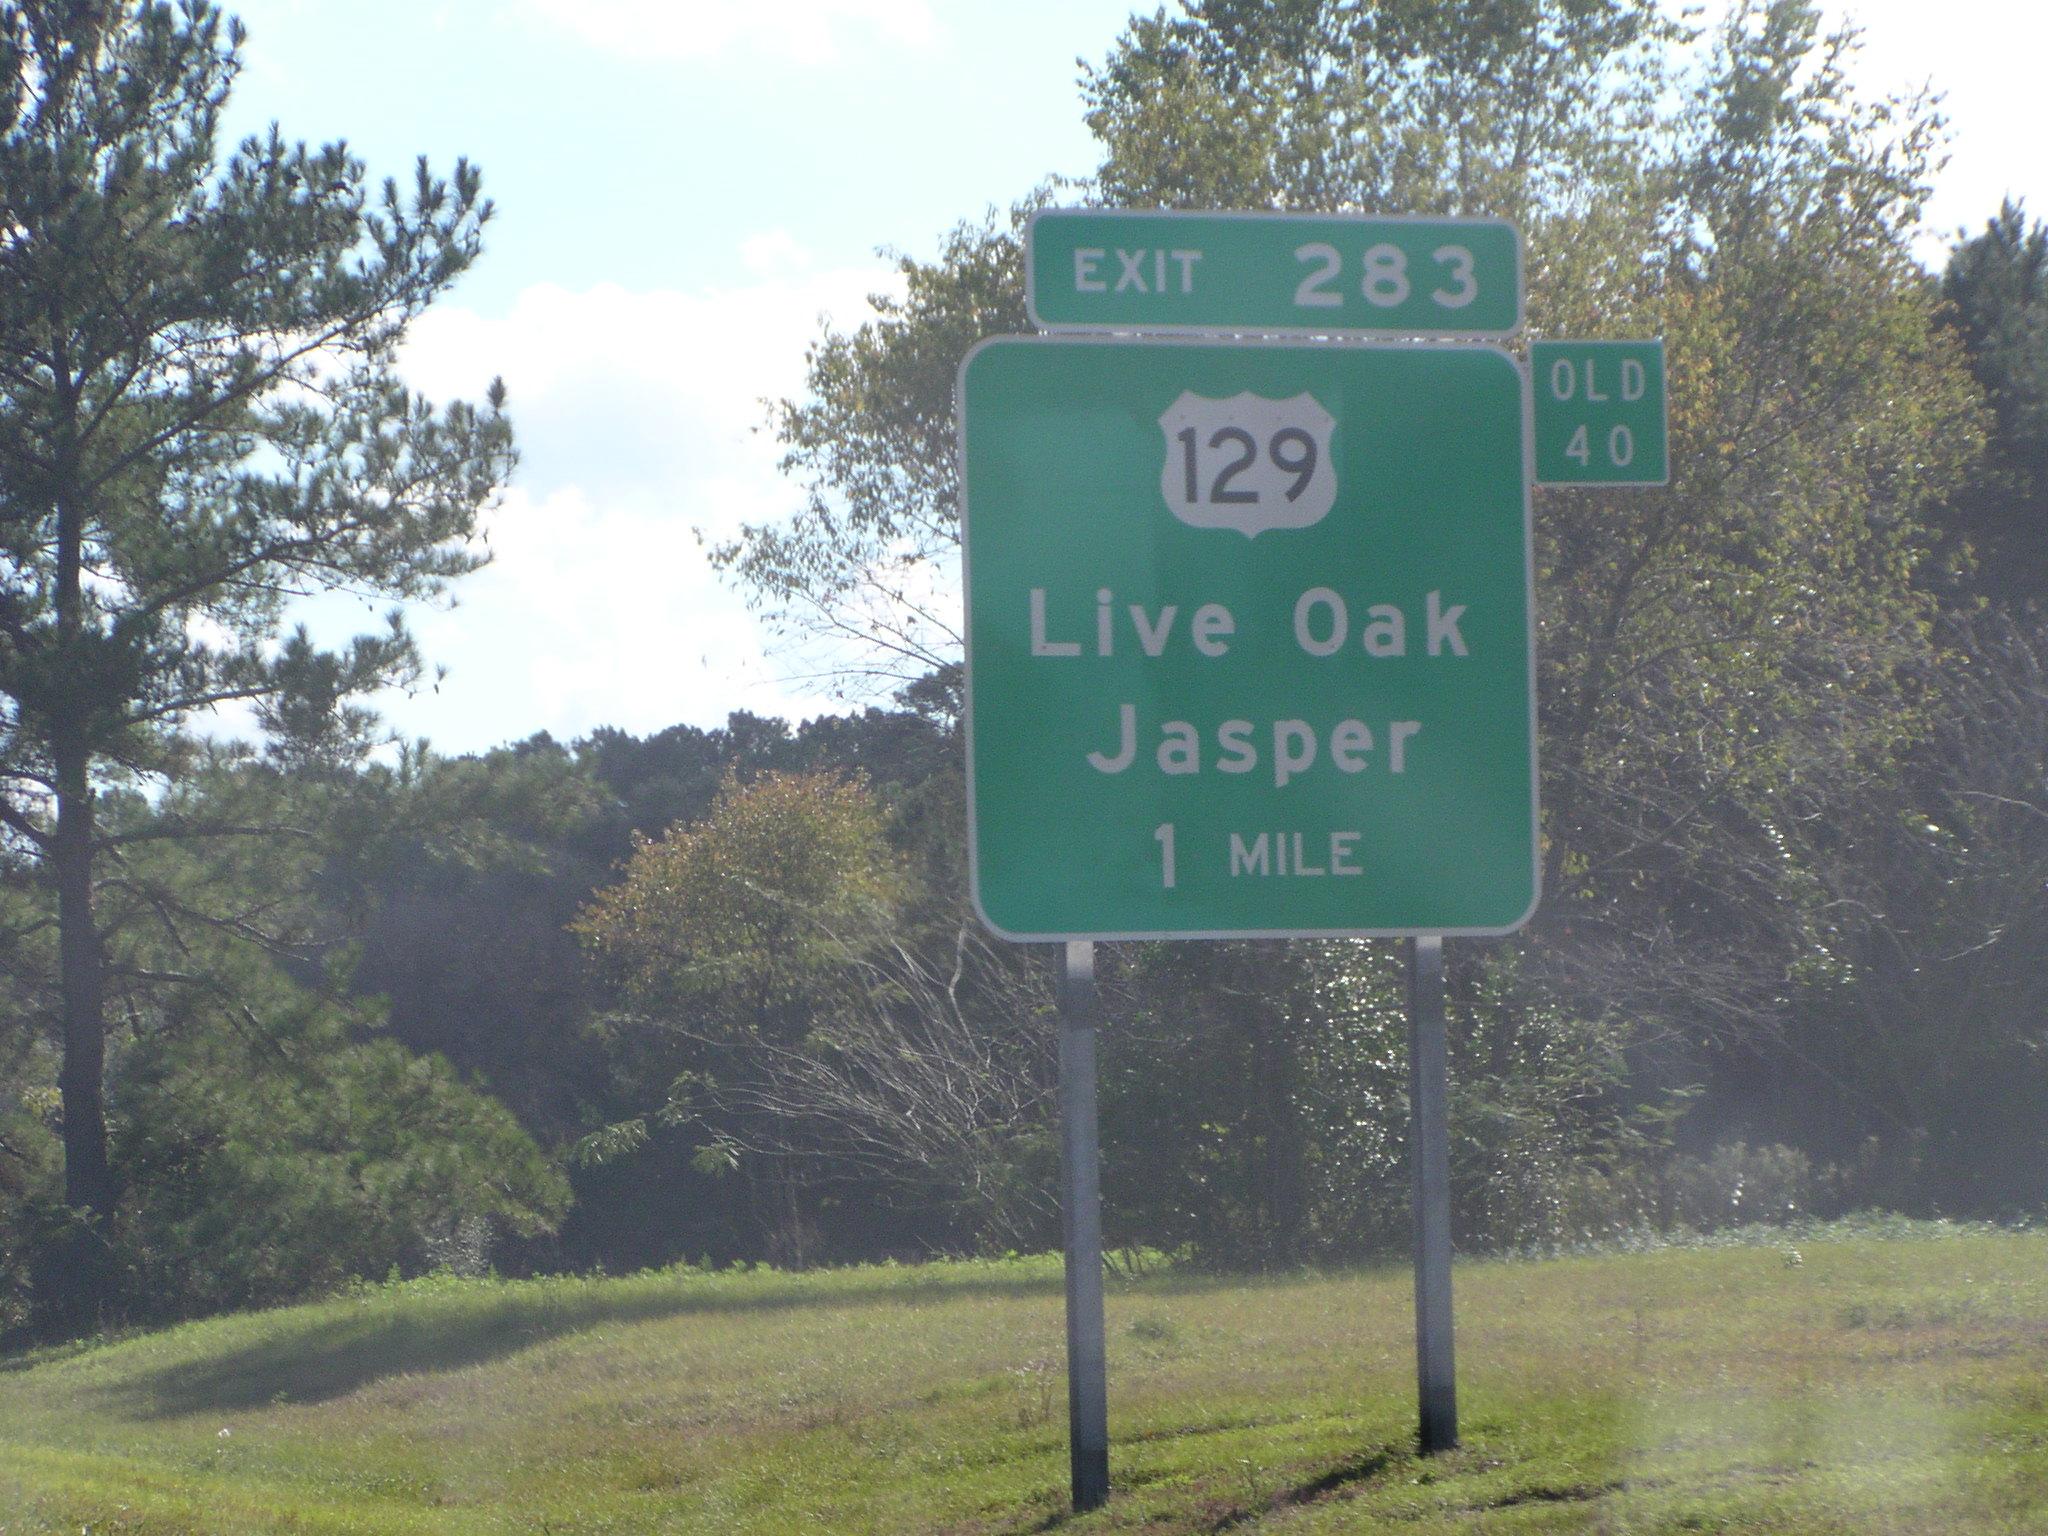 EXIT 283
OLD
40
129
Live Oak
Jasper
1 MILE